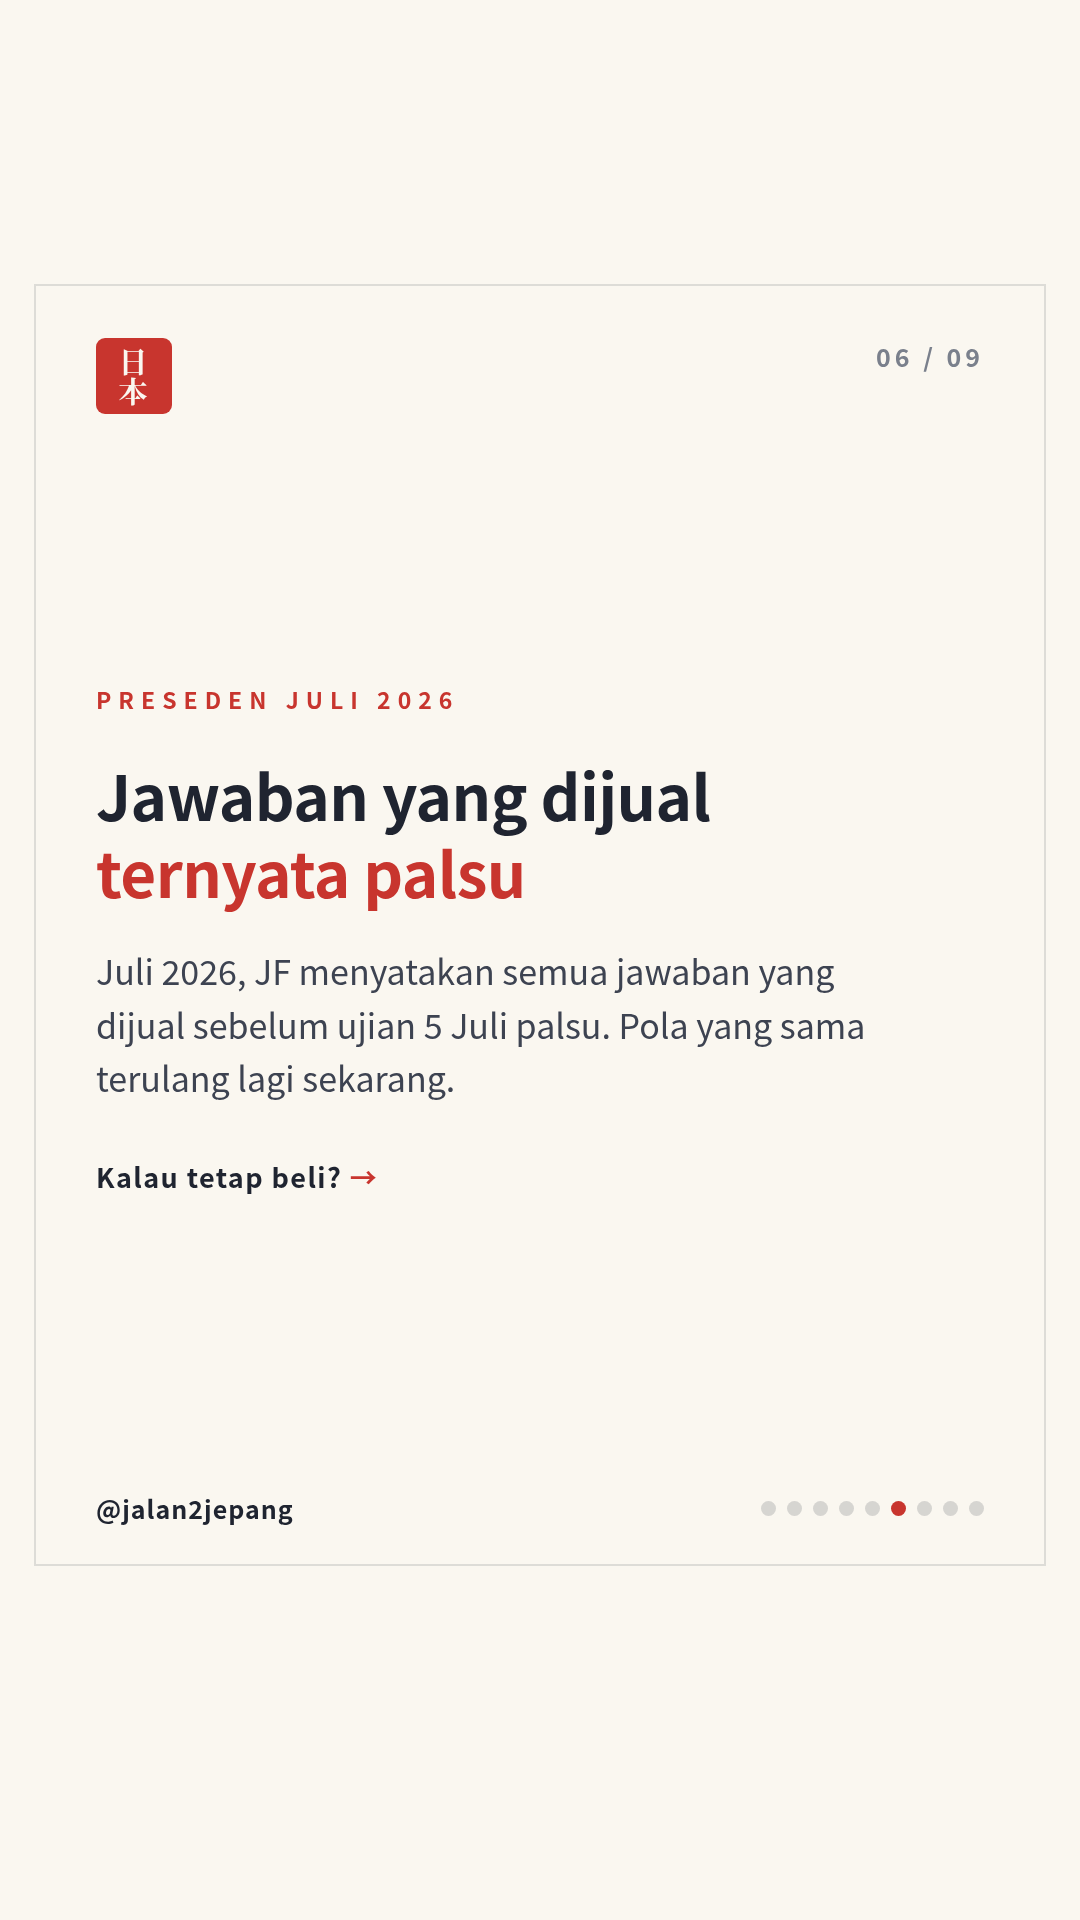 日
本
06 / 09
PRESEDEN JULI 2026
Jawaban yang dijual
ternyata palsu
Juli 2026, JF menyatakan semua jawaban yang
dijual sebelum ujian 5 Juli palsu. Pola yang sama
terulang lagi sekarang.
Kalau tetap beli? →
@jalan2jepang